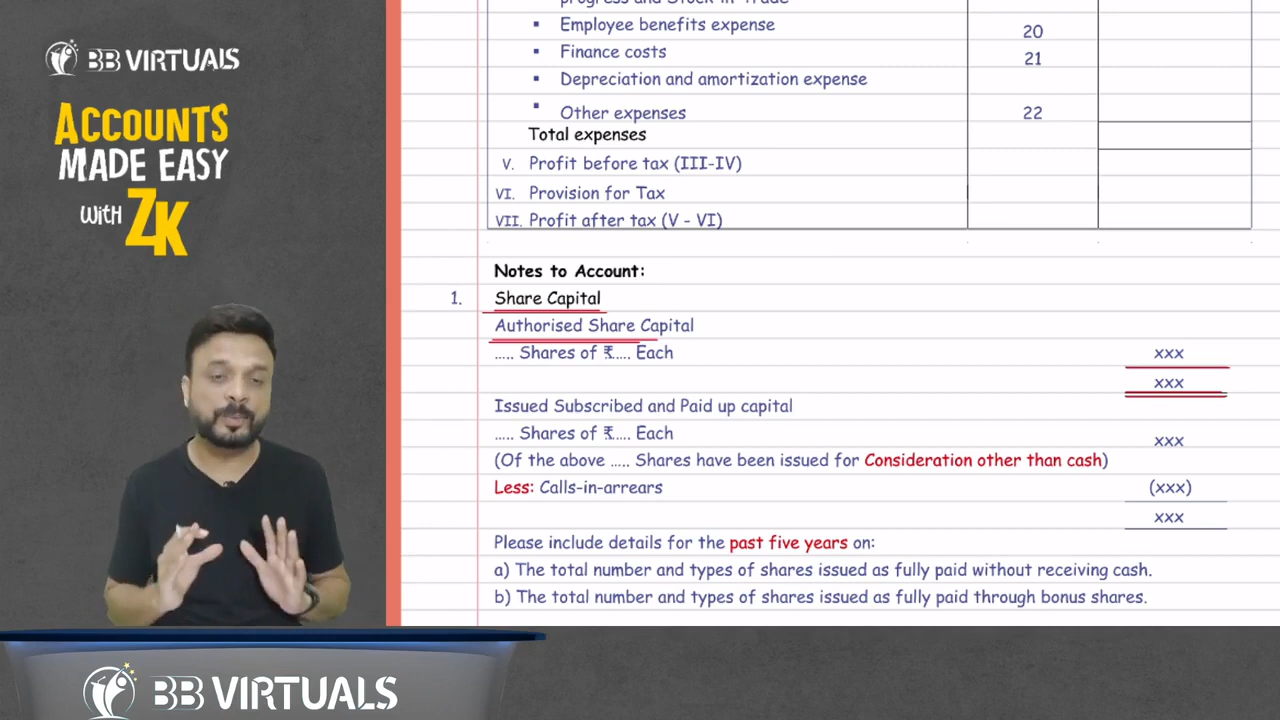 BB VIRTUALS
ACCOUNTS
MADE EASY
WITH ZK
progress and Stock-in-Trade
▪ Employee benefits expense 20
▪ Finance costs 21
▪ Depreciation and amortization expense
▪ Other expenses 22
Total expenses
V. Profit before tax (III-IV)
VI. Provision for Tax
VII. Profit after tax (V - VI)
Notes to Account:
1. Share Capital
Authorised Share Capital
..... Shares of ₹..... Each xxx
xxx
Issued Subscribed and Paid up capital
..... Shares of ₹..... Each xxx
(Of the above ..... Shares have been issued for Consideration other than cash)
Less: Calls-in-arrears (xxx)
xxx
Please include details for the past five years on:
a) The total number and types of shares issued as fully paid without receiving cash.
b) The total number and types of shares issued as fully paid through bonus shares.
BB VIRTUALS